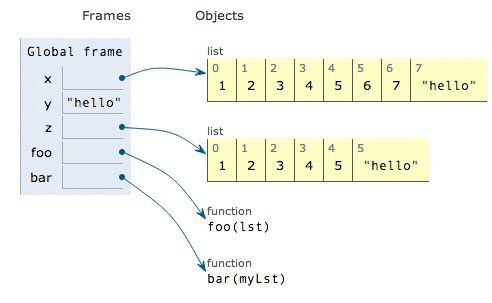 Frames Objects
Global frame
x
y "hello"
z
foo
bar
list
0 1 2 3 4 5 6 7
1 2 3 4 5 6 7 "hello"
list
0 1 2 3 4 5
1 2 3 4 5 "hello"
function
foo(lst)
function
bar(myLst)